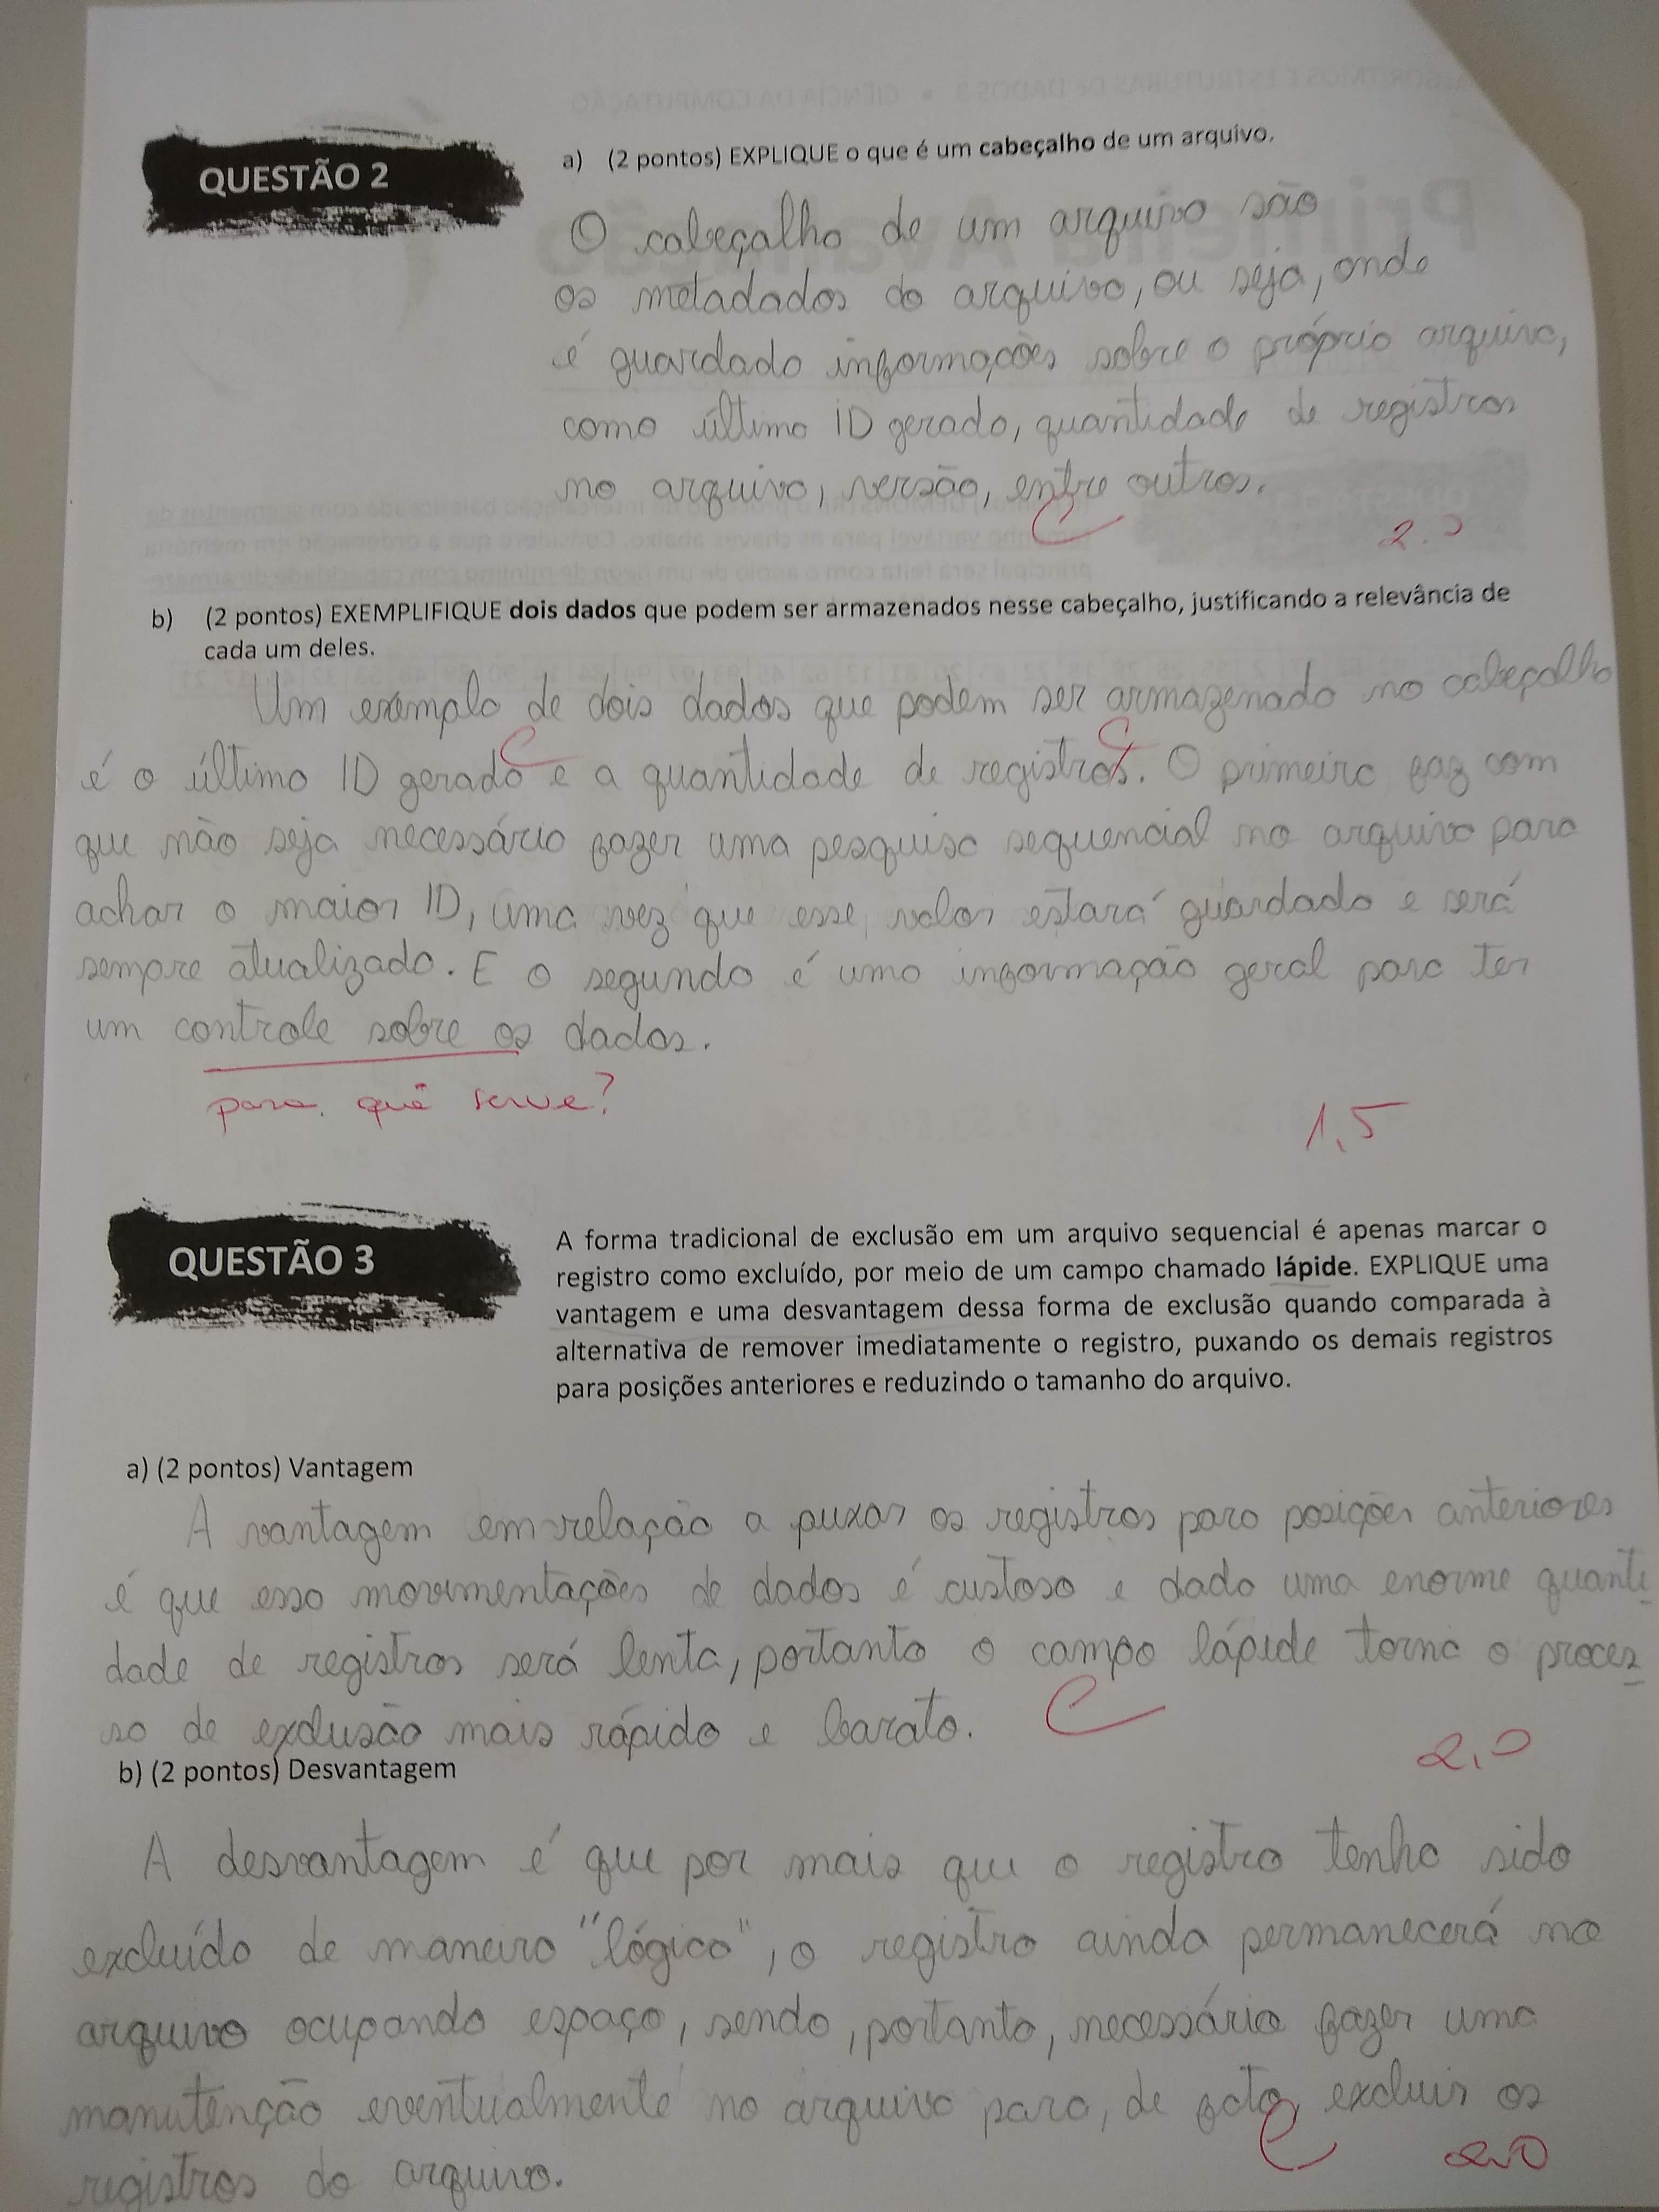 QUESTÃO 2
a) (2 pontos) EXPLIQUE o que é um cabeçalho de um arquivo.
O cabeçalho de um arquivo são
os metadados do arquivo, ou seja, onde
é guardado informações sobre o próprio arquivo,
como último ID gerado, quantidade de registros
no arquivo, versão, entre outros.
C
2.0
b) (2 pontos) EXEMPLIFIQUE dois dados que podem ser armazenados nesse cabeçalho, justificando a relevância de
cada um deles.
Um exemplo de dois dados que podem ser armazenado no cabeçalho
é o último ID gerado e a quantidade de registros. O primeiro faz com
que não seja necessário fazer uma pesquisa sequencial no arquivo para
achar o maior ID, uma vez que esse valor estará guardado e será
sempre atualizado. E o segundo é uma informação geral para ter
um controle sobre os dados.
para quê serve?
1,5
QUESTÃO 3
A forma tradicional de exclusão em um arquivo sequencial é apenas marcar o
registro como excluído, por meio de um campo chamado lápide. EXPLIQUE uma
vantagem e uma desvantagem dessa forma de exclusão quando comparada à
alternativa de remover imediatamente o registro, puxando os demais registros
para posições anteriores e reduzindo o tamanho do arquivo.
a) (2 pontos) Vantagem
A vantagem em relação a puxar os registros para posições anteriores
é que essa movimentações de dados é custoso e dado uma enorme quanti
dade de registros será lenta, portanto o campo lápide torna o proces
so de exclusão mais rápido e barato.
C
2,0
b) (2 pontos) Desvantagem
A desvantagem é que por mais que o registro tenha sido
excluído de maneira "lógica", o registro ainda permanecerá no
arquivo ocupando espaço, sendo, portanto, necessário fazer uma
manutenção eventualmente no arquivo para, de fato, excluir os
registros do arquivo.
C
2,0